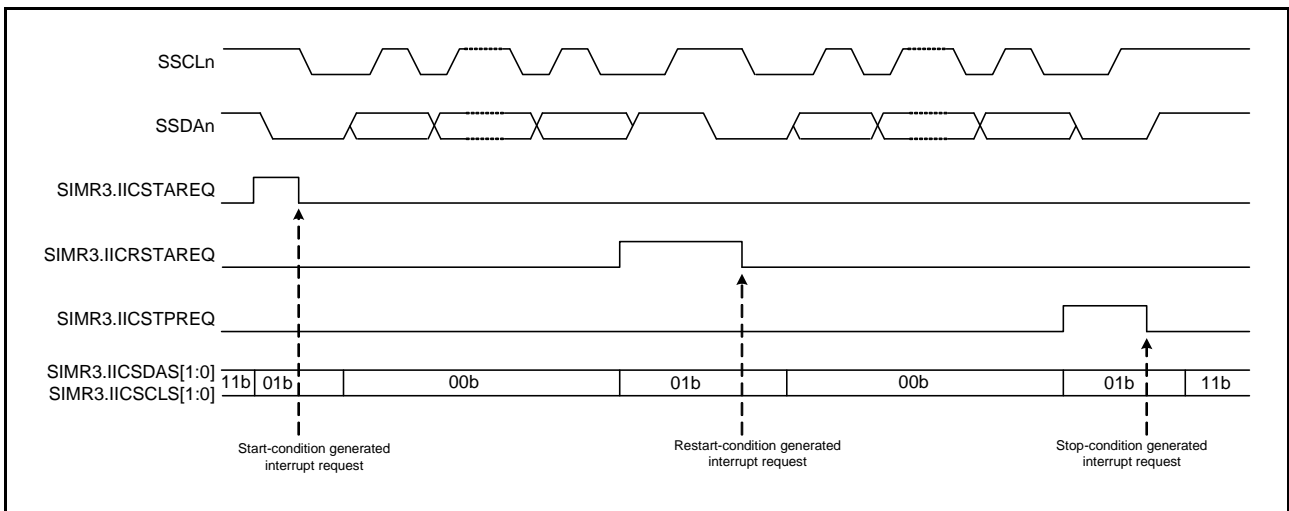 SSCLn
SSDAn
SIMR3.IICSTAREQ
SIMR3.IICRSTAREQ
SIMR3.IICSTPREQ
SIMR3.IICSDAS[1:0]
SIMR3.IICSCLS[1:0]
11b 01b 00b 01b 00b 01b 11b
Start-condition generated
interrupt request
Restart-condition generated
interrupt request
Stop-condition generated
interrupt request